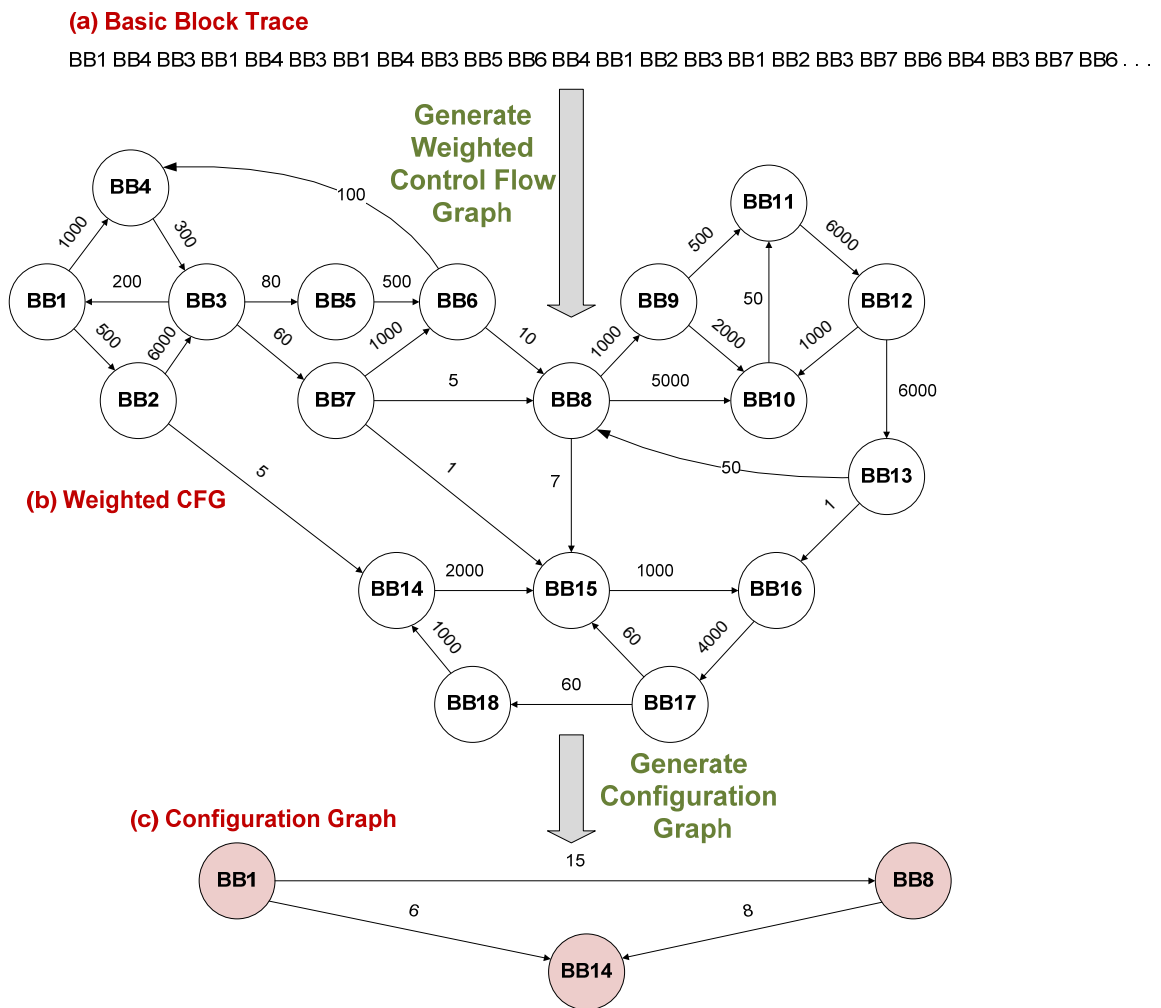 (a) Basic Block Trace
BB1 BB4 BB3 BB1 BB4 BB3 BB1 BB4 BB3 BB5 BB6 BB4 BB1 BB2 BB3 BB1 BB2 BB3 BB7 BB6 BB4 BB3 BB7 BB6 . . .
Generate
Weighted
Control Flow
Graph
BB4
100
BB11
1000
300
500
6000
BB1
200
BB3
80
BB5
500
BB6
BB9
50
BB12
500
6000
60
1000
10
1000
2000
1000
BB2
BB7
5
BB8
5000
BB10
6000
5
1
7
50
BB13
(b) Weighted CFG
1
BB14
2000
BB15
1000
BB16
1000
60
4000
BB18
60
BB17
Generate
Configuration
Graph
(c) Configuration Graph
15
BB1
BB8
6
8
BB14